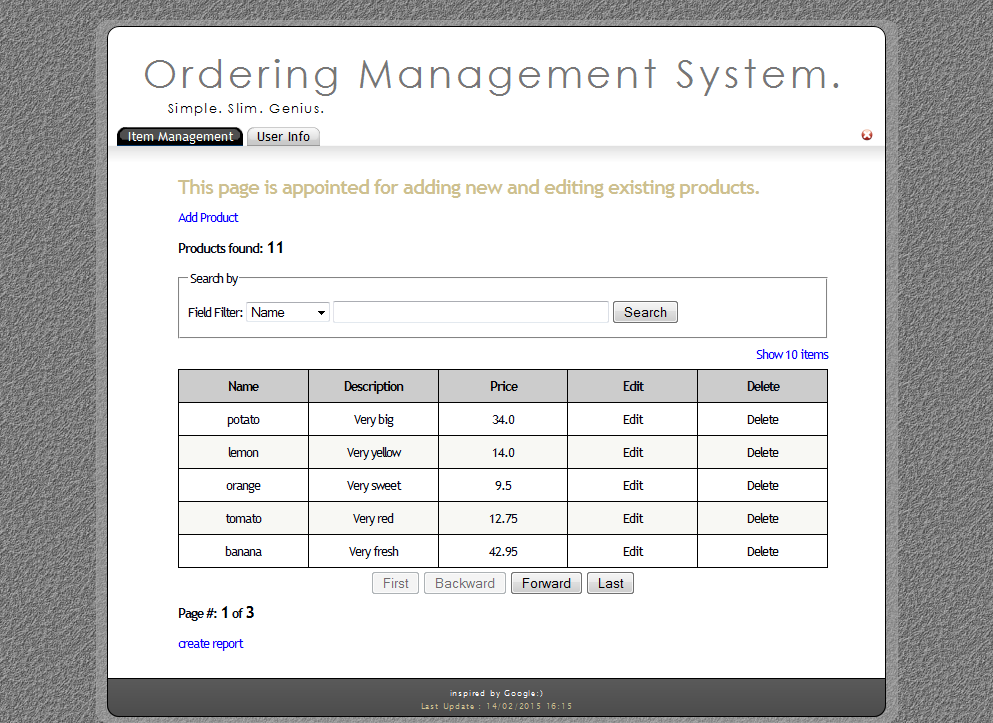 Ordering Management System.
Simple. Slim. Genius.
Item Management User Info
This page is appointed for adding new and editing existing products.
Add Product
Products found: 11
Search by
Field Filter: Name Search
Show 10 items
Name Description Price Edit Delete
potato Very big 34.0 Edit Delete
lemon Very yellow 14.0 Edit Delete
orange Very sweet 9.5 Edit Delete
tomato Very red 12.75 Edit Delete
banana Very fresh 42.95 Edit Delete
First Backward Forward Last
Page #: 1 of 3
create report
inspired by Google:)
Last Update : 14/02/2015 16:15